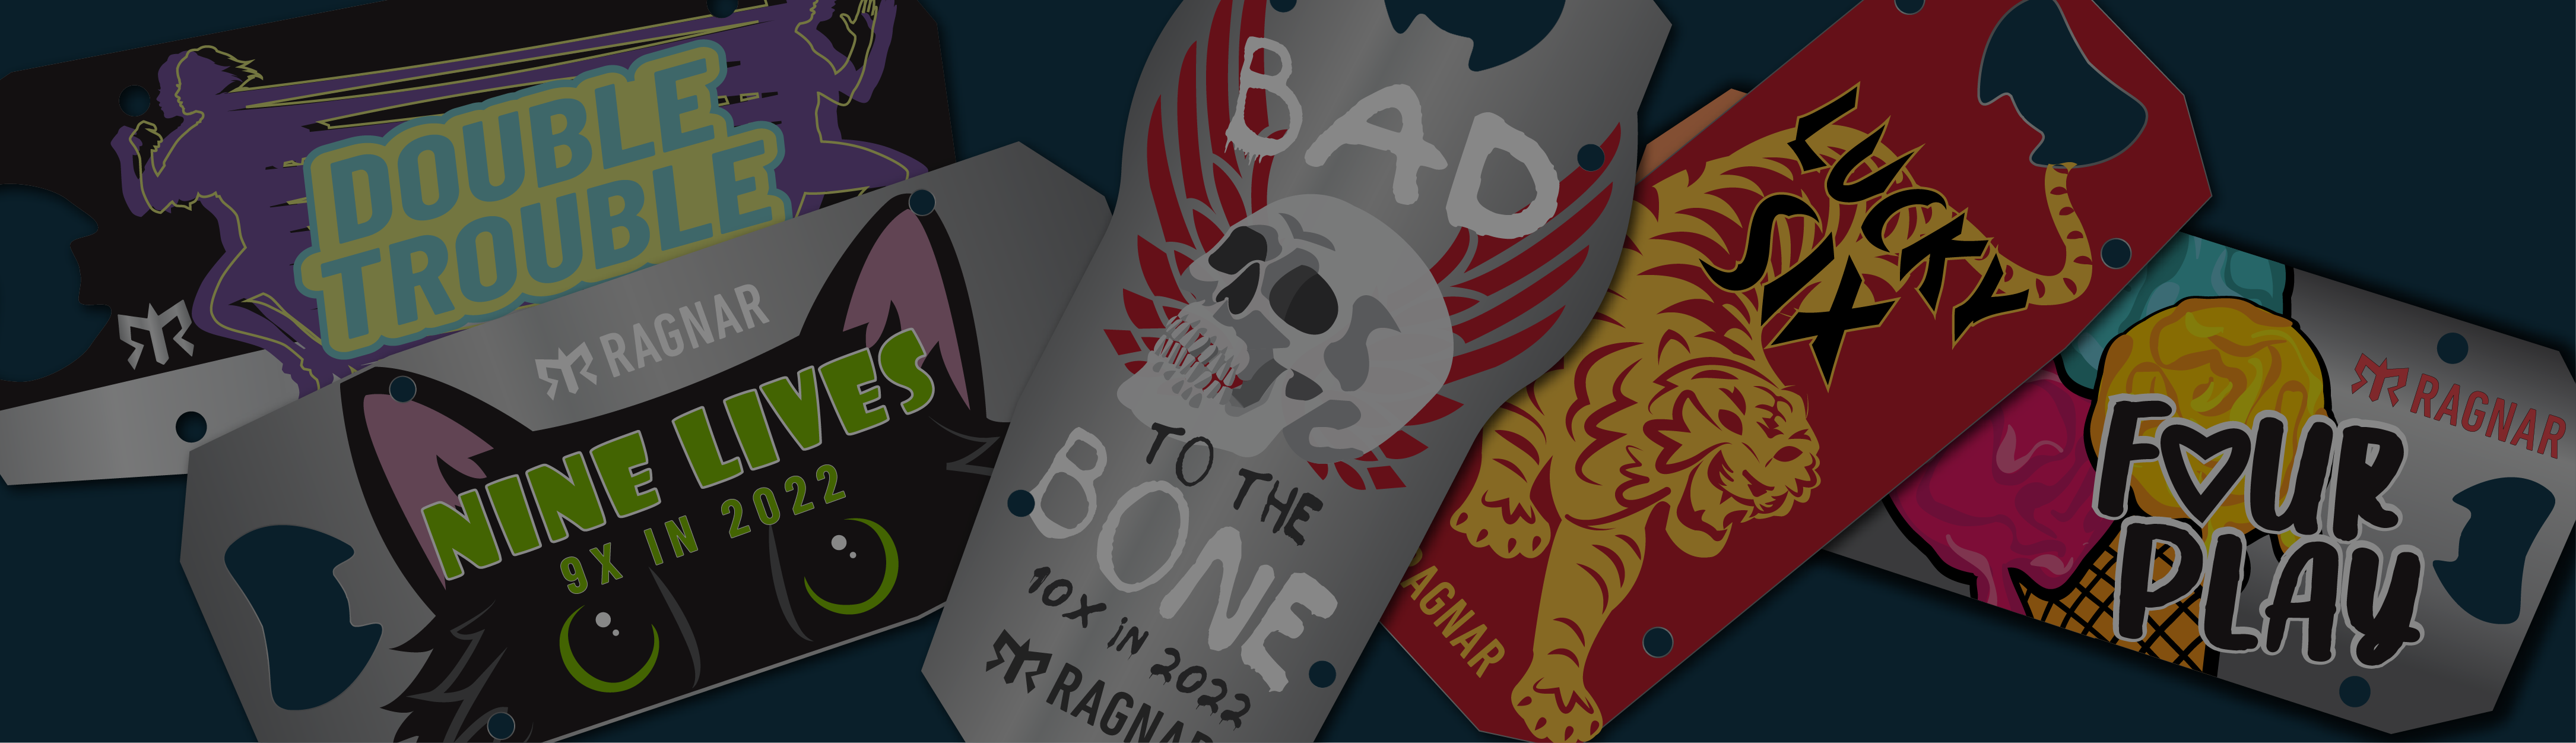 DOUBLE
TROUBLE
RAGNAR
NINE LIVES
9X IN 2022
BAD
TO THE
BONE
10X IN 2022
RAGNAR
LUCKY
SIX
RAGNAR
RAGNAR
FOUR
PLAY